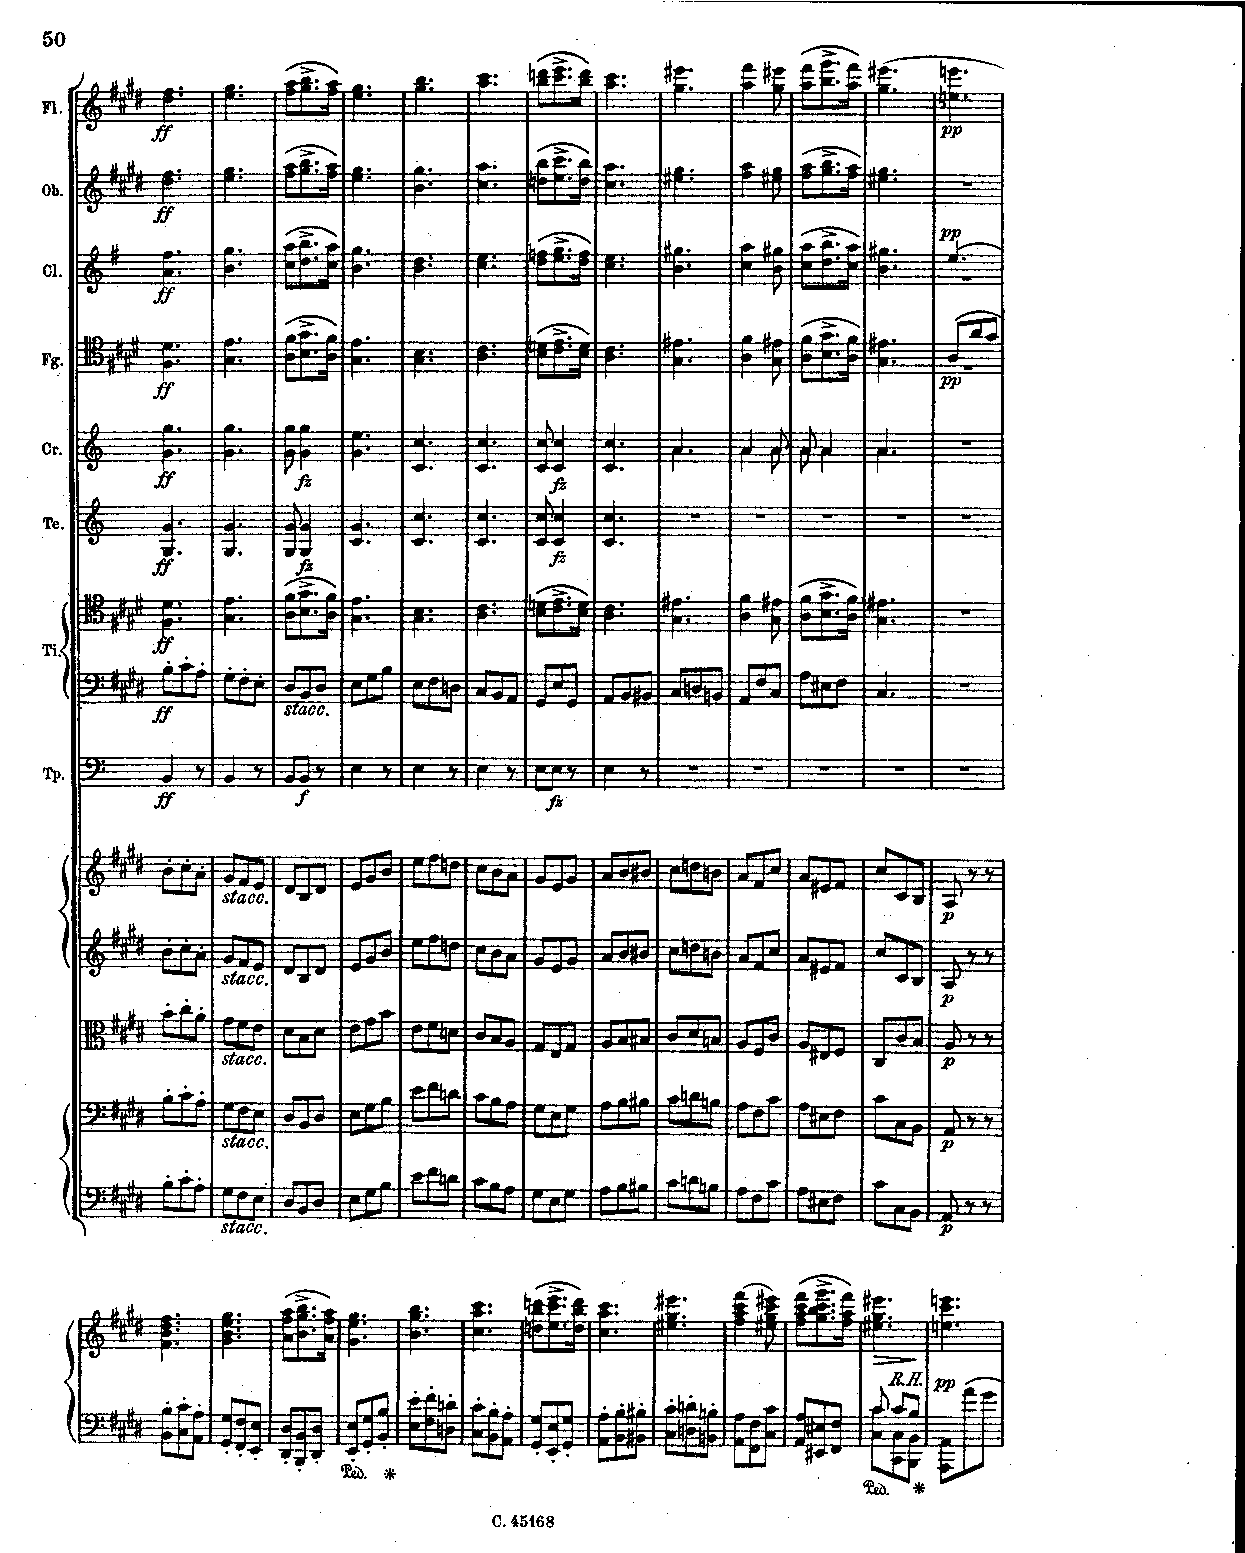 50
Fl.
ff
pp
Ob.
ff
pp
Cl.
ff
Fg.
ff
pp
Cr.
ff
fz
fz
Te.
ff
fz
fz
Ti.
ff
ff
stacc.
Tp.
ff
f
fz
stacc.
p
stacc.
p
stacc.
p
stacc.
p
stacc.
p
R.H.
pp
Ped. *
Ped. *
C. 45168